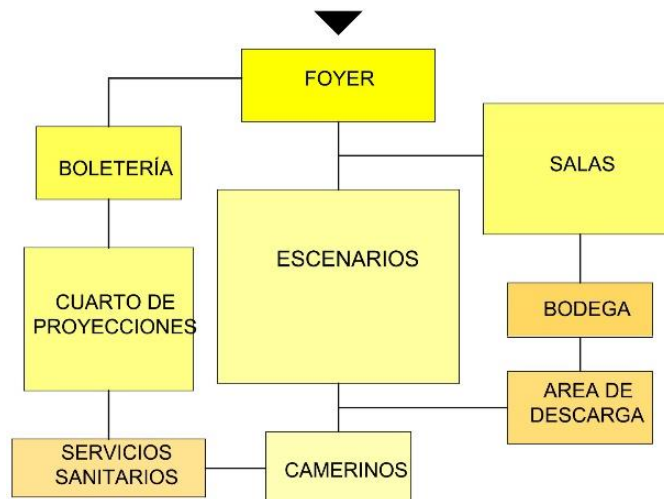 FOYER
BOLETERÍA
SALAS
ESCENARIOS
CUARTO DE
PROYECCIONES
BODEGA
AREA DE
DESCARGA
SERVICIOS
SANITARIOS
CAMERINOS